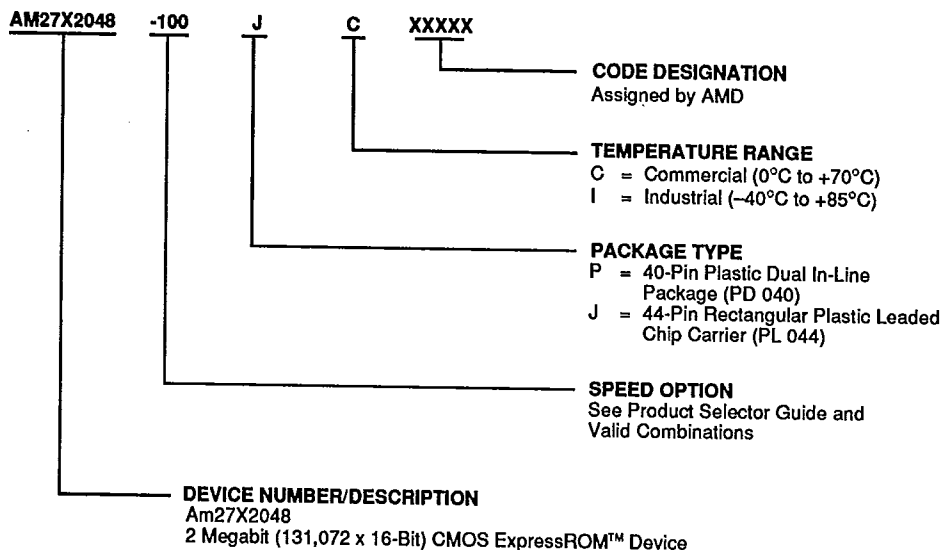 AM27X2048 -100 J C XXXXX
CODE DESIGNATION
Assigned by AMD
TEMPERATURE RANGE
C = Commercial (0°C to +70°C)
I = Industrial (–40°C to +85°C)
PACKAGE TYPE
P = 40-Pin Plastic Dual In-Line
Package (PD 040)
J = 44-Pin Rectangular Plastic Leaded
Chip Carrier (PL 044)
SPEED OPTION
See Product Selector Guide and
Valid Combinations
DEVICE NUMBER/DESCRIPTION
Am27X2048
2 Megabit (131,072 x 16-Bit) CMOS ExpressROM™ Device